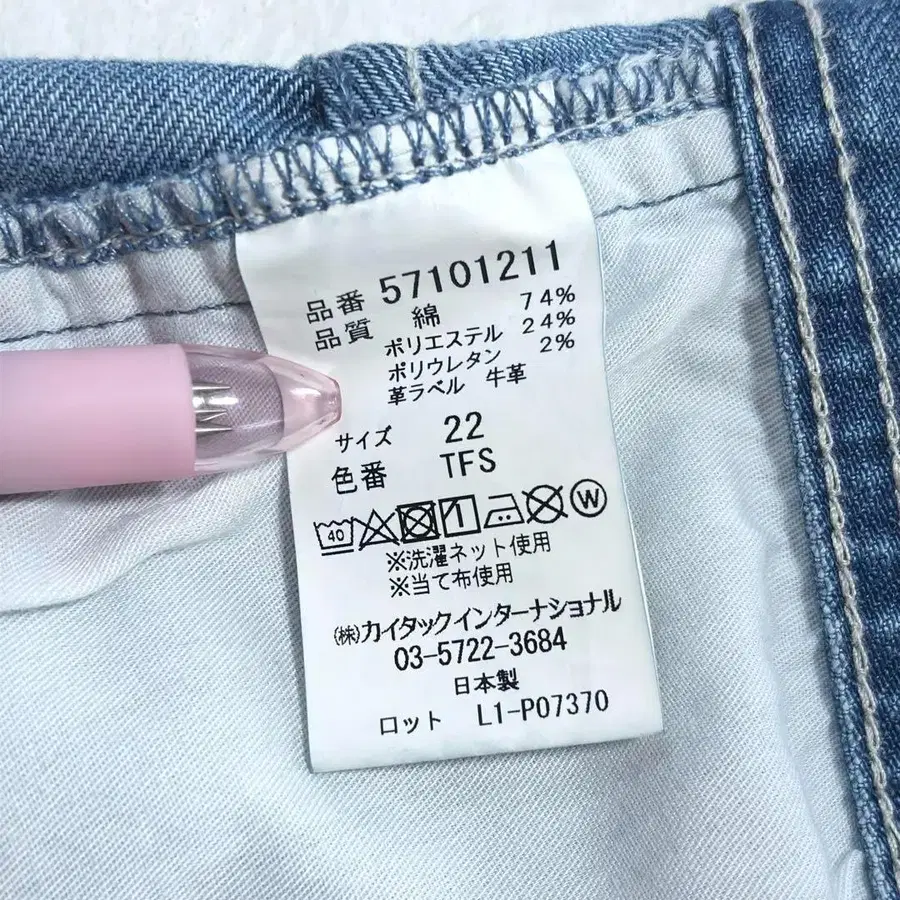 品番 57101211
品質 綿 74%
ポリエステル 24%
ポリウレタン 2%
革ラベル 牛革
サイズ 22
色番 TFS
40 W
※洗濯ネット使用
※当て布使用
㈱カイタックインターナショナル
03-5722-3684
日本製
ロット L1-P07370